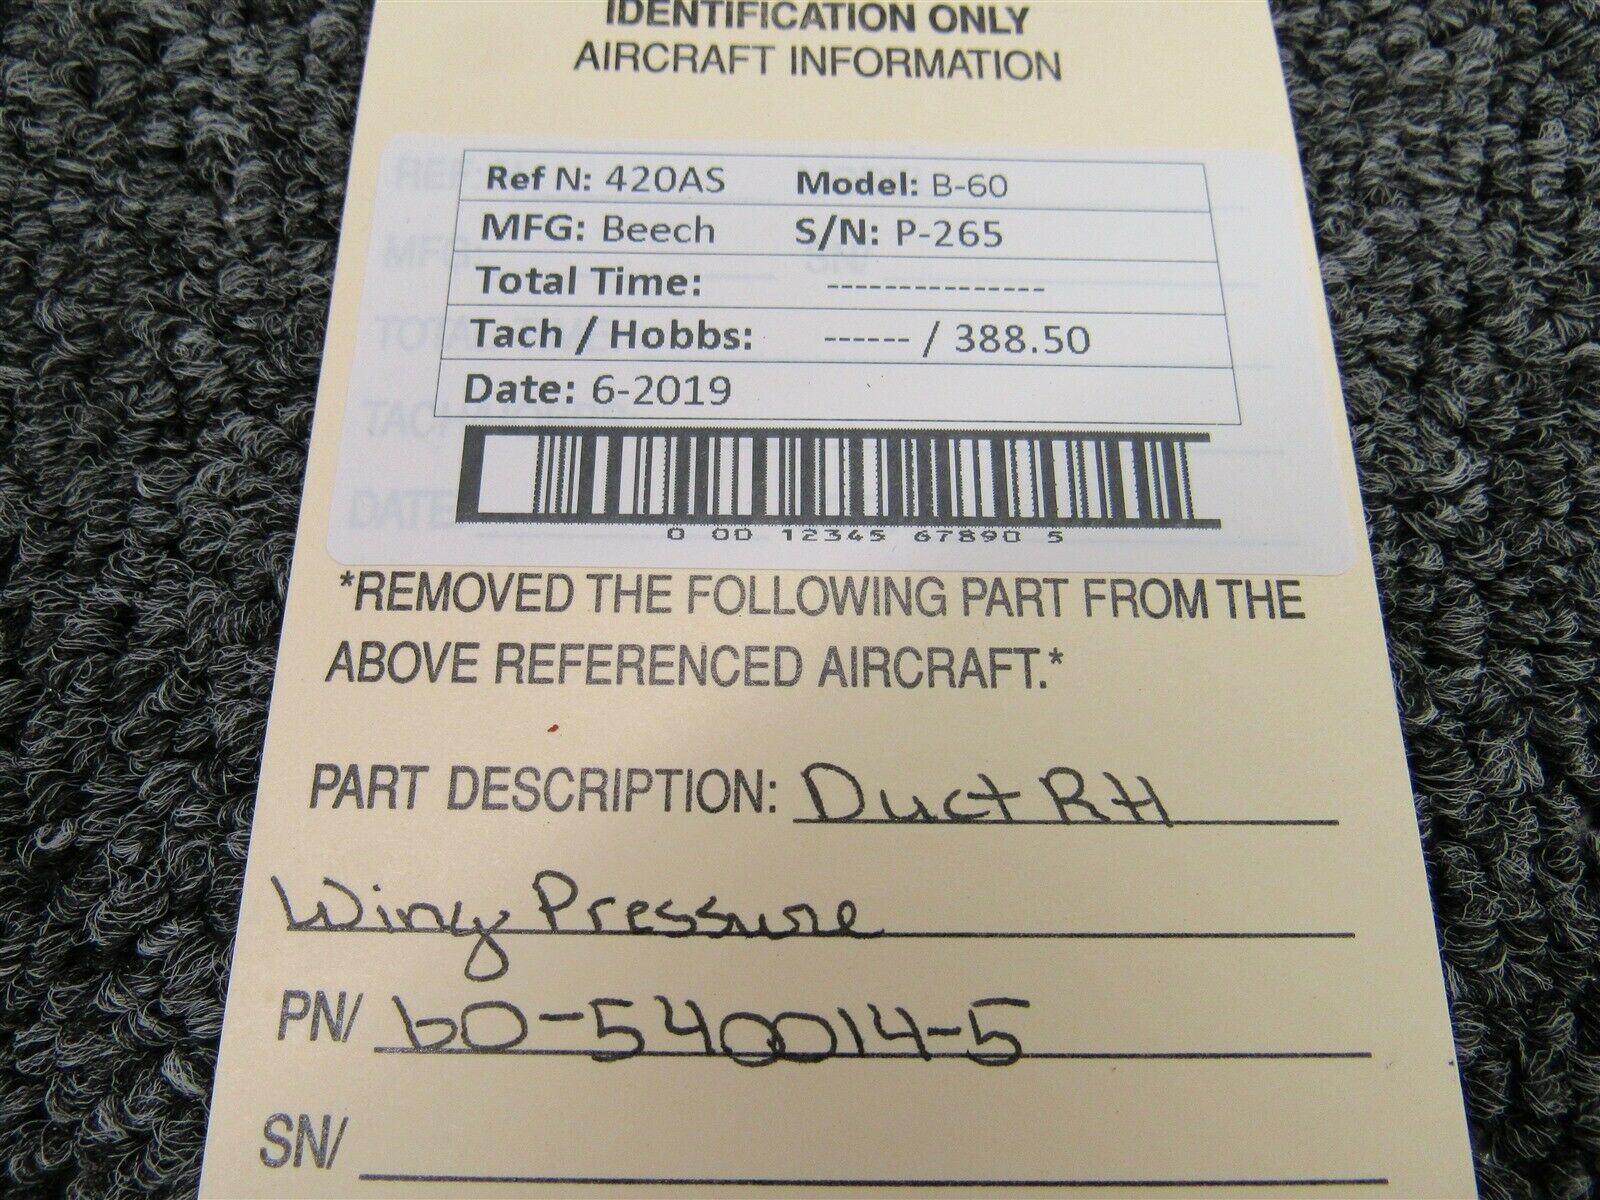 IDENTIFICATION ONLY
AIRCRAFT INFORMATION
Ref N: 420AS Model: B-60
MFG: Beech S/N: P-265
Total Time: ---------------
Tach / Hobbs: ------ / 388.50
Date: 6-2019
0 00 12345 67890 5
*REMOVED THE FOLLOWING PART FROM THE
ABOVE REFERENCED AIRCRAFT.*
PART DESCRIPTION: Duct RH
Wing Pressure
PN/ 60-540014-5
SN/